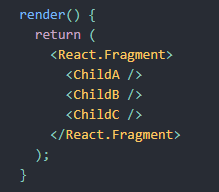 render() {
  return (
    <React.Fragment>
      <ChildA />
      <ChildB />
      <ChildC />
    </React.Fragment>
  );
}